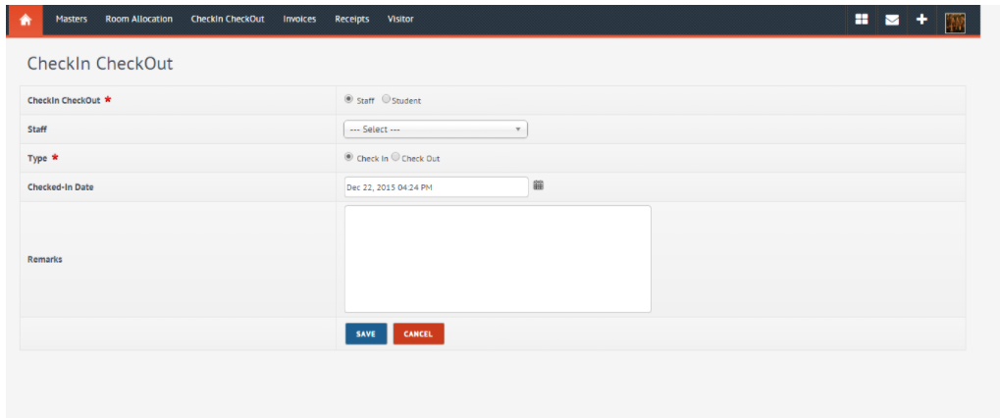 Masters Room Allocation CheckIn CheckOut Invoices Receipts Visitor
CheckIn CheckOut
CheckIn CheckOut * Staff Student
Staff --- Select ---
Type * Check In Check Out
Checked-In Date Dec 22, 2015 04:24 PM
Remarks
SAVE CANCEL